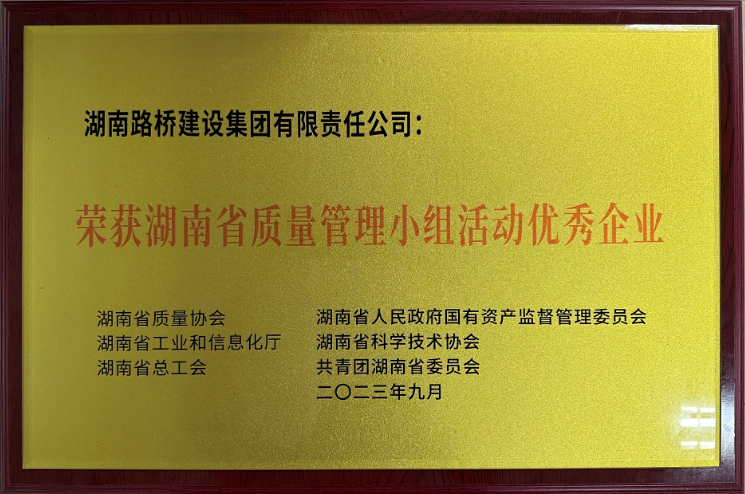 湖南路桥建设集团有限责任公司：
荣获湖南省质量管理小组活动优秀企业
湖南省质量协会
湖南省工业和信息化厅
湖南省总工会
湖南省人民政府国有资产监督管理委员会
湖南省科学技术协会
共青团湖南省委员会
二〇二三年九月